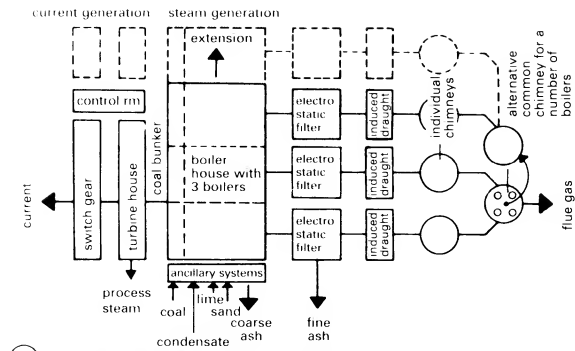 current generation
steam generation
extension
control rm
switch gear
turbine house
coal bunker
boiler
house with
3 boilers
electro
static
filter
induced
draught
electro
static
filter
induced
draught
electro
static
filter
induced
draught
individual
chimneys
alternative
common
chimney for a
number of
boilers
current
flue gas
ancillary systems
process
steam
coal
condensate
lime
sand
coarse
ash
fine
ash